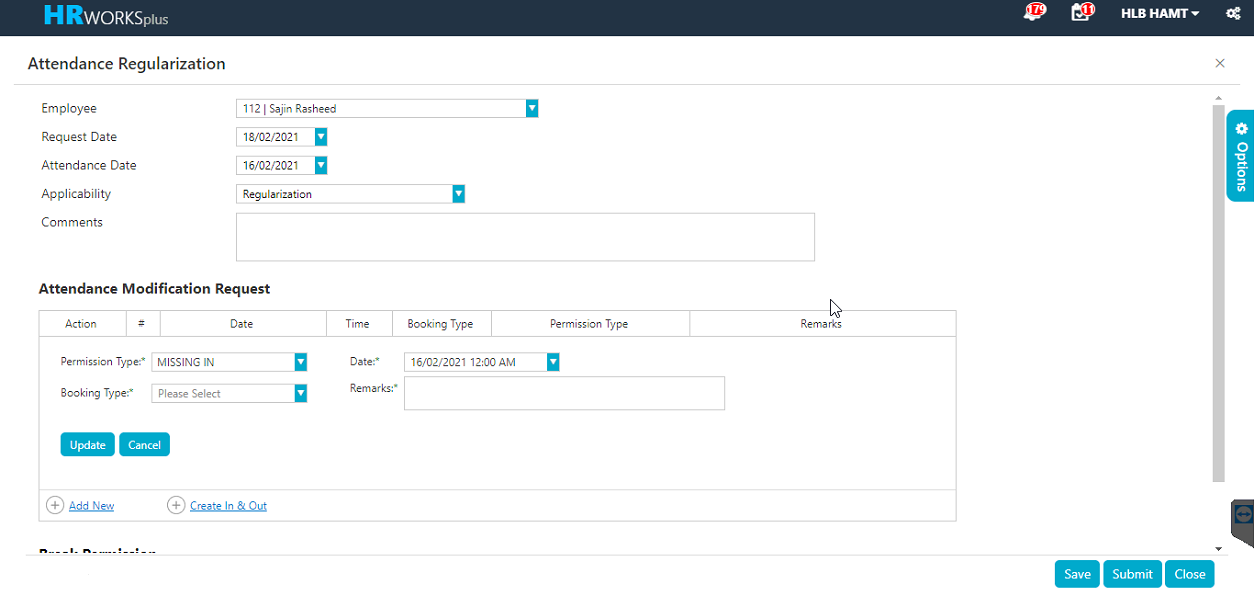 HRWORKSplus
179
11
HLB HAMT
Attendance Regularization
×
Employee
112 | Sajin Rasheed
Request Date
18/02/2021
Attendance Date
16/02/2021
Applicability
Regularization
Comments
Options
Attendance Modification Request
Action # Date Time Booking Type Permission Type Remarks
Permission Type:* MISSING IN Date:* 16/02/2021 12:00 AM
Booking Type:* Please Select Remarks:*
Update Cancel
Add New Create In & Out
Break Permission
Save Submit Close